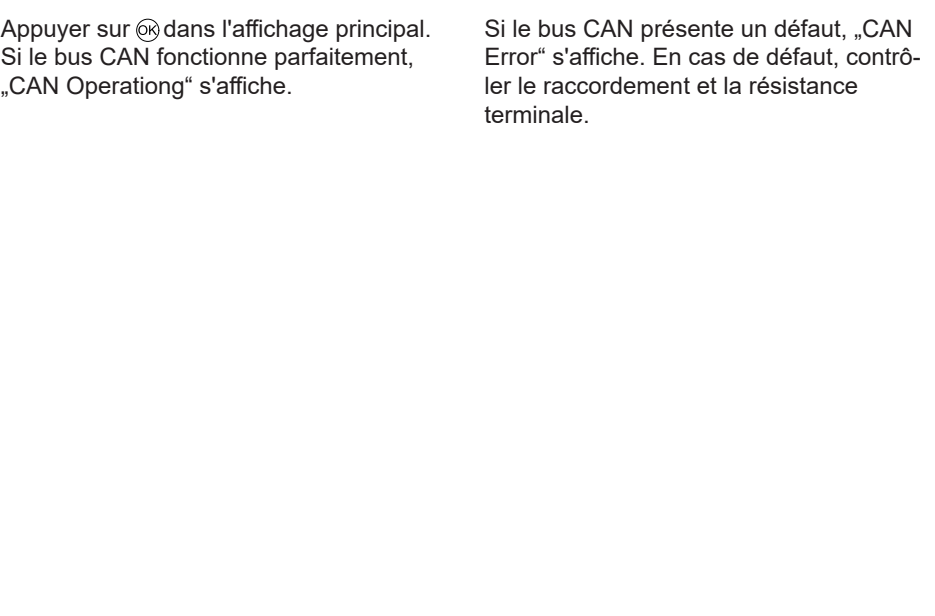 Appuyer sur OK dans l'affichage principal.
Si le bus CAN fonctionne parfaitement,
„CAN Operationg“ s'affiche.
Si le bus CAN présente un défaut, „CAN
Error“ s'affiche. En cas de défaut, contrô-
ler le raccordement et la résistance
terminale.